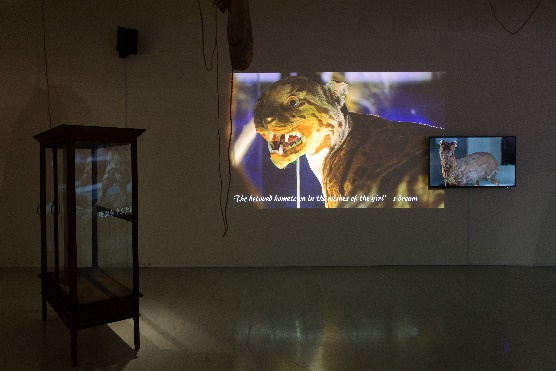 The beloved hometown in the wishes of the girl' s dream